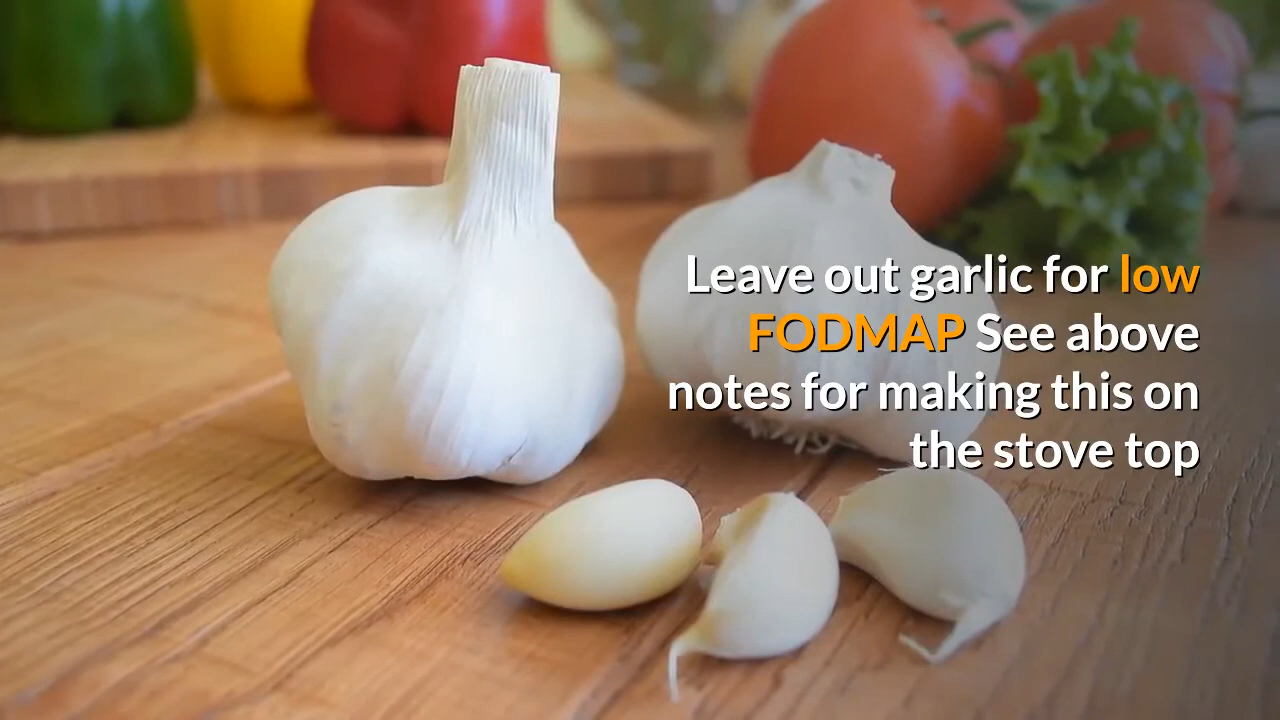 Leave out garlic for low
FODMAP See above
notes for making this on
the stove top